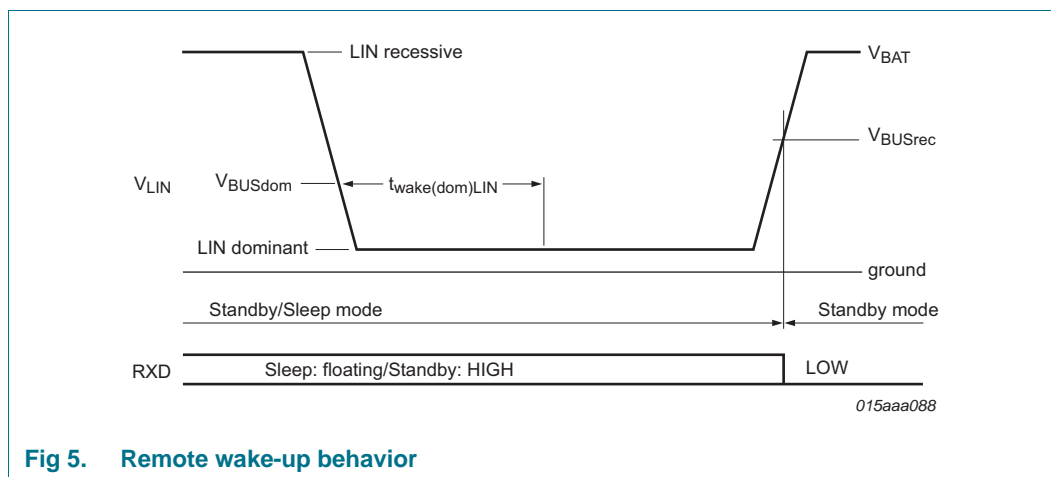 LIN recessive
VBAT
VBUSrec
VLIN
VBUSdom
twake(dom)LIN
LIN dominant
ground
Standby/Sleep mode
Standby mode
RXD
Sleep: floating/Standby: HIGH
LOW
015aaa088
Fig 5. Remote wake-up behavior